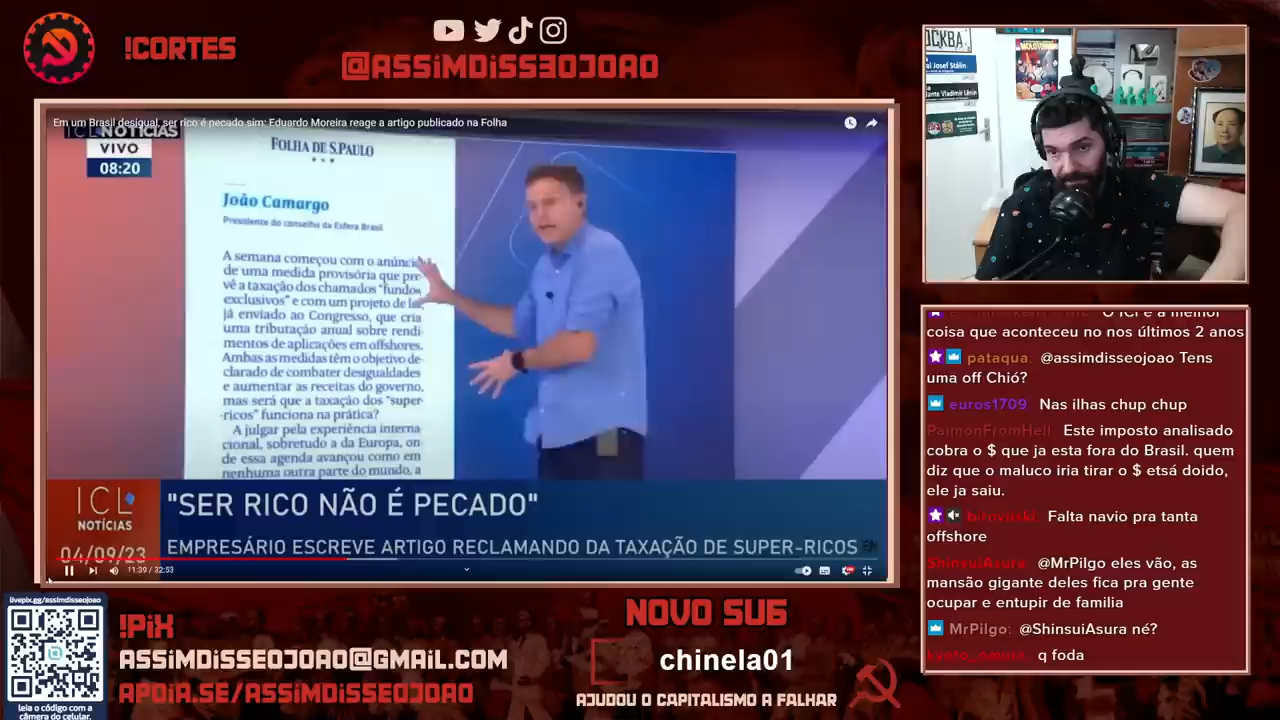 !CORTES
@ASSIMDISSEOJOAO
Em um Brasil desigual, ser rico é pecado sim: Eduardo Moreira reage a artigo publicado na Folha
ICL NOTÍCIAS
VIVO
08:20
FOLHA DE S.PAULO
João Camargo
Presidente do conselho da Esfera Brasil
A semana começou com o anúncio
de uma medida provisória que pre-
vê a taxação dos chamados "fundos
exclusivos" e com um projeto de lei,
já enviado ao Congresso, que cria
uma tributação anual sobre rendi-
mentos de aplicações em offshores.
Ambas as medidas têm o objetivo de-
clarado de combater desigualdades
e aumentar as receitas do governo,
mas será que a taxação dos "super-
-ricos" funciona na prática?
A julgar pela experiência interna-
cional, sobretudo a da Europa, on-
de essa agenda avançou como em
nenhuma outra parte do mundo, a
ICL
NOTÍCIAS
04/09/23
"SER RICO NÃO É PECADO"
EMPRESÁRIO ESCREVE ARTIGO RECLAMANDO DA TAXAÇÃO DE SUPER-RICOS
11:39 / 32:53
livepix.gg/assimdisseojoao
leia o código com a
câmera do celular.
!PIX
ASSIMDISSEOJOAO@GMAIL.COM
APOIA.SE/ASSIMDISSEOJOAO
NOVO SUB
chinela01
AJUDOU O CAPITALISMO A FALHAR
МОСКВА
Josef Stálin
Vladimir Lênin
O ICl é a melhor
coisa que aconteceu no nos últimos 2 anos
pataqua: @assimdisseojoao Tens
uma off Chió?
euros1709 Nas ilhas chup chup
PaimonFromHell: Este imposto analisado
cobra o $ que ja esta fora do Brasil. quem
diz que o maluco iria tirar o $ etsá doido,
ele ja saiu.
Falta navio pra tanta
offshore
ShinsuiAsura: @MrPilgo eles vão, as
mansão gigante deles fica pra gente
ocupar e entupir de familia
MrPilgo: @ShinsuiAsura né?
q foda